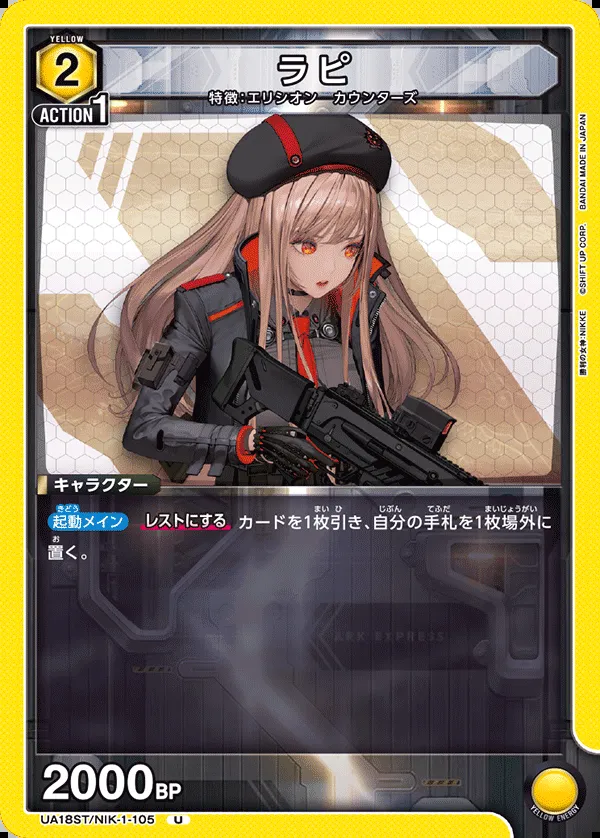 YELLOW
2
ACTION 1
ラピ
特徴:エリシオン カウンターズ
キャラクター
起動メイン レストにする カードを1枚引き、自分の手札を1枚場外に
置く。
ARK EXPRESS
2000 BP
YELLOW ENERGY
UA18ST/NIK-1-105 U
勝利の女神:NIKKE ©SHIFT UP CORP. BANDAI MADE IN JAPAN